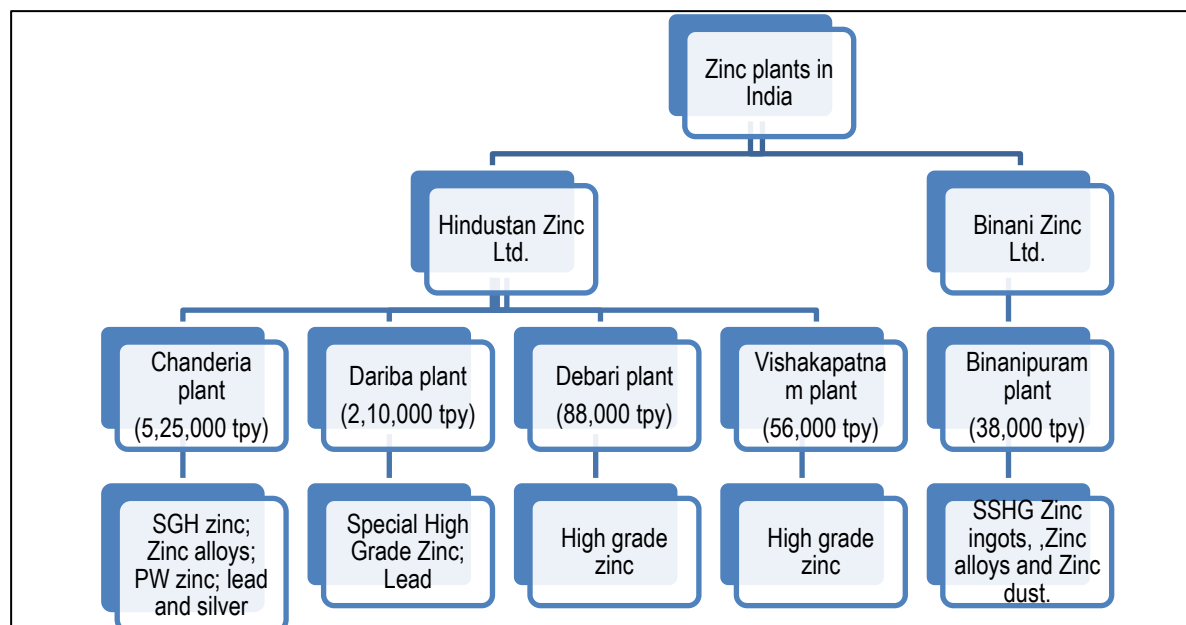 Zinc plants in
India
Hindustan Zinc
Ltd.
Binani Zinc
Ltd.
Chanderia
plant
(5,25,000 tpy)
Dariba plant
(2,10,000 tpy)
Debari plant
(88,000 tpy)
Vishakapatna
m plant
(56,000 tpy)
Binanipuram
plant
(38,000 tpy)
SGH zinc;
Zinc alloys;
PW zinc; lead
and silver
Special High
Grade Zinc;
Lead
High grade
zinc
High grade
zinc
SSHG Zinc
ingots, ,Zinc
alloys and Zinc
dust.